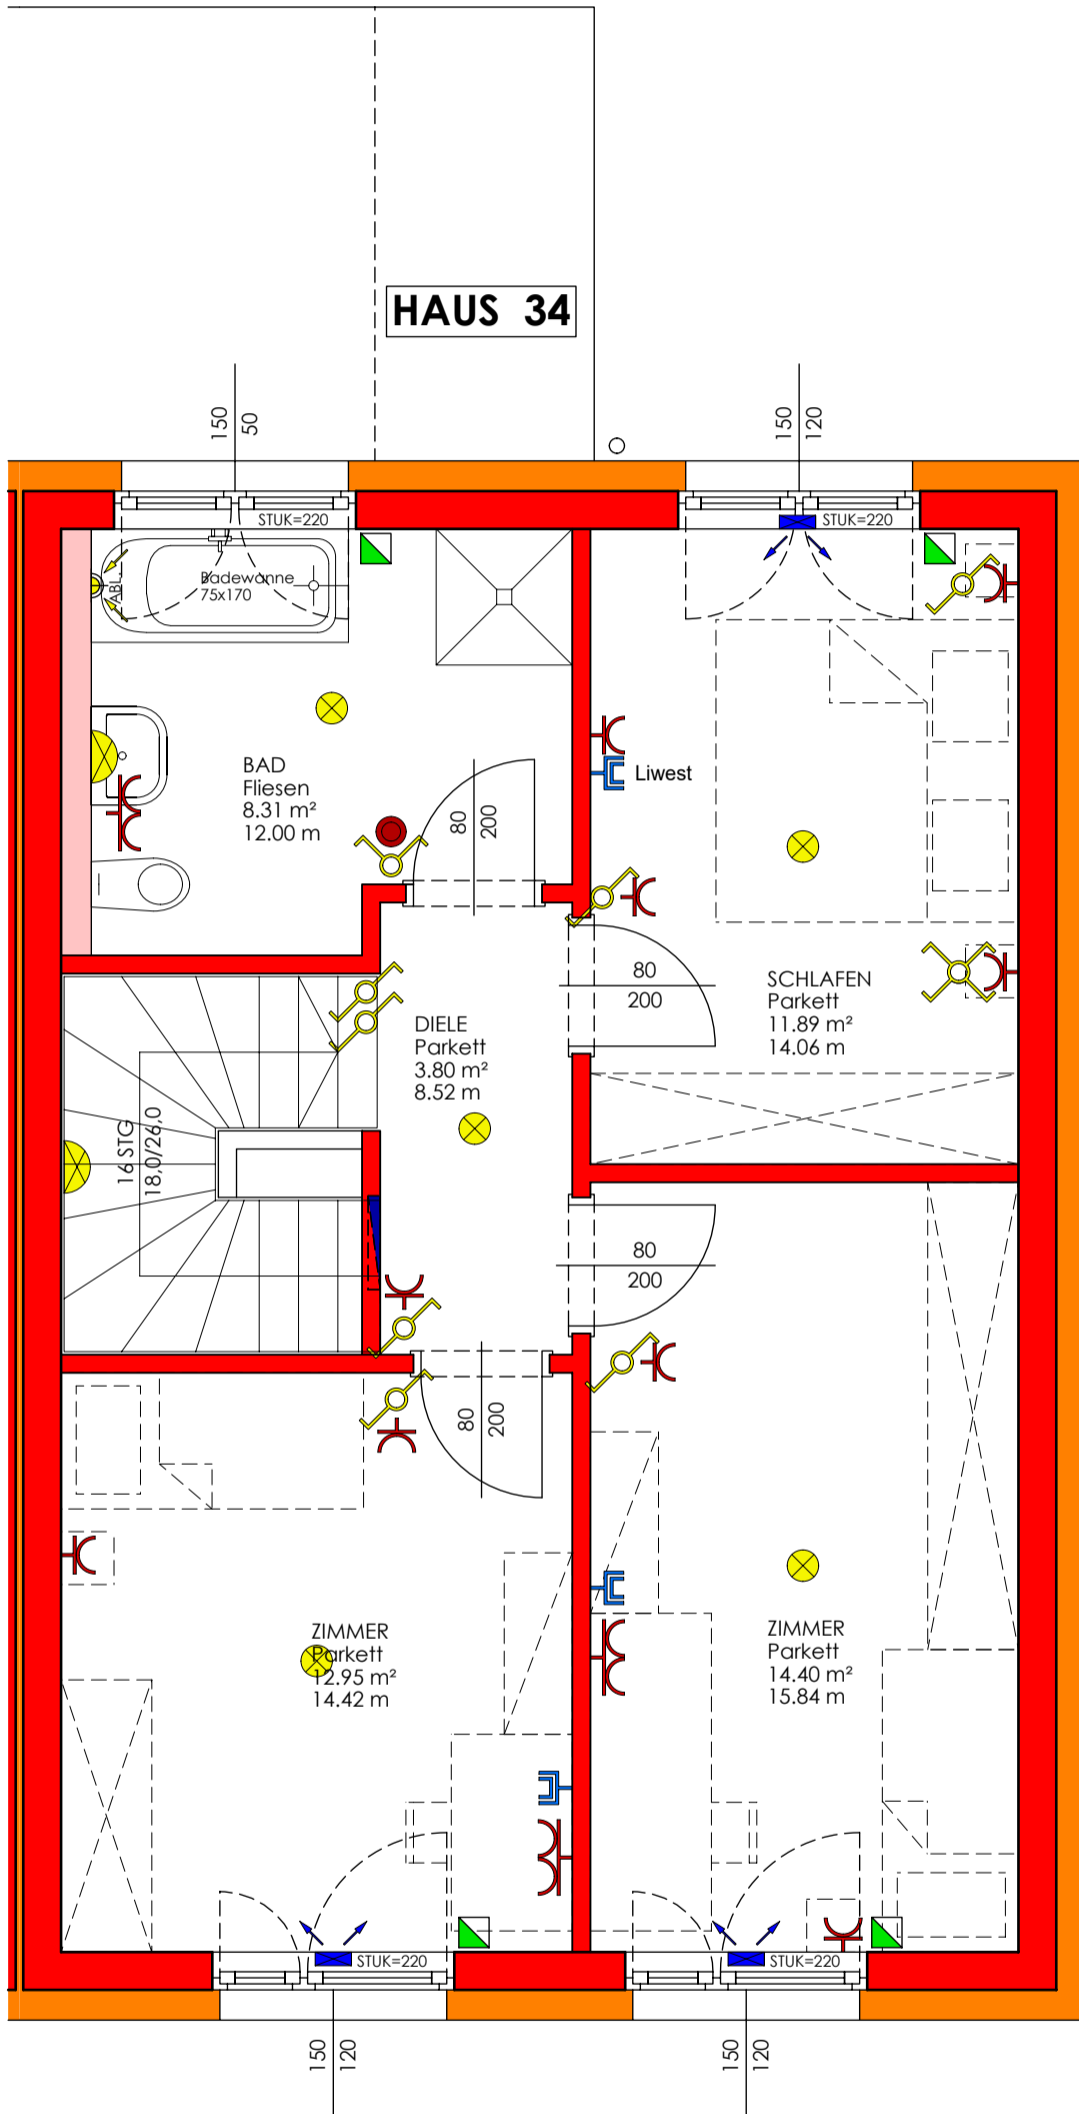 HAUS 34
150
50
150
120
STUK=220
STUK=220
ABL.
Badewanne
75x170
Liwest
BAD
Fliesen
8.31 m²
12.00 m
80
200
80
200
SCHLAFEN
Parkett
11.89 m²
14.06 m
DIELE
Parkett
3.80 m²
8.52 m
16 STG
18,0/26,0
80
200
80
200
ZIMMER
Parkett
12.95 m²
14.42 m
ZIMMER
Parkett
14.40 m²
15.84 m
STUK=220
STUK=220
150
120
150
120